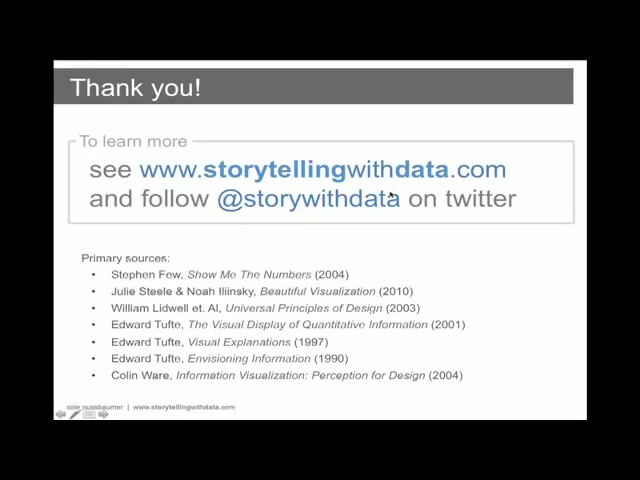 Thank you!
To learn more
see www.storytellingwithdata.com
and follow @storywithdata on twitter
Primary sources:
• Stephen Few, Show Me The Numbers (2004)
• Julie Steele & Noah Iliinsky, Beautiful Visualization (2010)
• William Lidwell et. Al, Universal Principles of Design (2003)
• Edward Tufte, The Visual Display of Quantitative Information (2001)
• Edward Tufte, Visual Explanations (1997)
• Edward Tufte, Envisioning Information (1990)
• Colin Ware, Information Visualization: Perception for Design (2004)
cole nussbaumer | www.storytellingwithdata.com